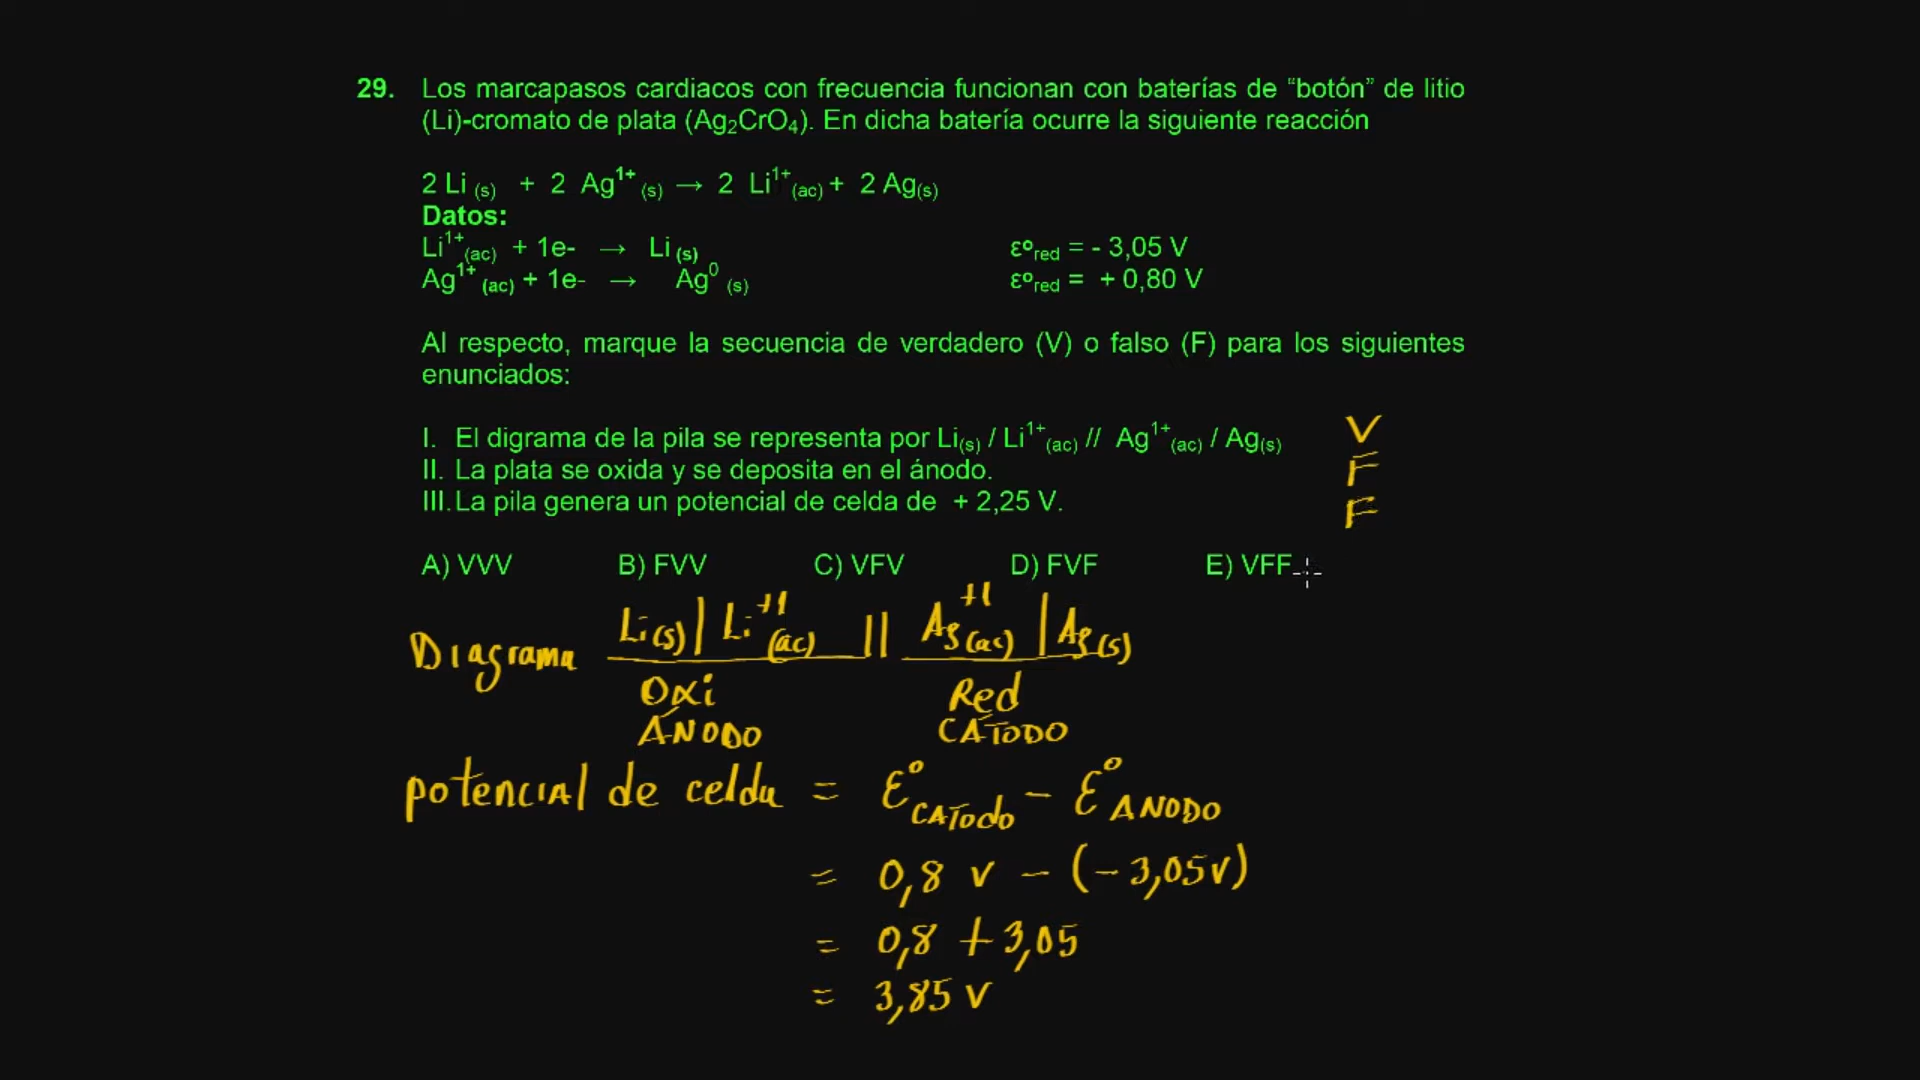 29. Los marcapasos cardiacos con frecuencia funcionan con baterías de “botón” de litio
(Li)-cromato de plata (Ag₂CrO₄). En dicha batería ocurre la siguiente reacción
2 Li (s) + 2 Ag¹⁺ (s) → 2 Li¹⁺(ac) + 2 Ag(s)
Datos:
Li¹⁺(ac) + 1e- → Li (s) εº red = - 3,05 V
Ag¹⁺ (ac) + 1e- → Ag⁰ (s) εº red = + 0,80 V
Al respecto, marque la secuencia de verdadero (V) o falso (F) para los siguientes
enunciados:
I. El digrama de la pila se representa por Li(s) / Li¹⁺(ac) // Ag¹⁺(ac) / Ag(s) V
II. La plata se oxida y se deposita en el ánodo. F
III. La pila genera un potencial de celda de + 2,25 V. F
A) VVV B) FVV C) VFV D) FVF E) VFF
Diagrama Li(s) | Li⁺¹(ac) || Ag⁺¹(ac) | Ag(s)
Oxi Red
ÁNODO CÁTODO
potencial de celda = ε° CATodo - ε° ANODO
= 0,8 V - (-3,05V)
= 0,8 + 3,05
= 3,85 V